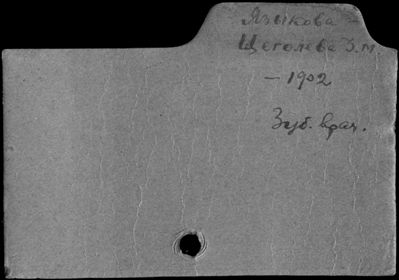 Языкова -
Щеголева З.М.
- 1902
Зуб. врач.